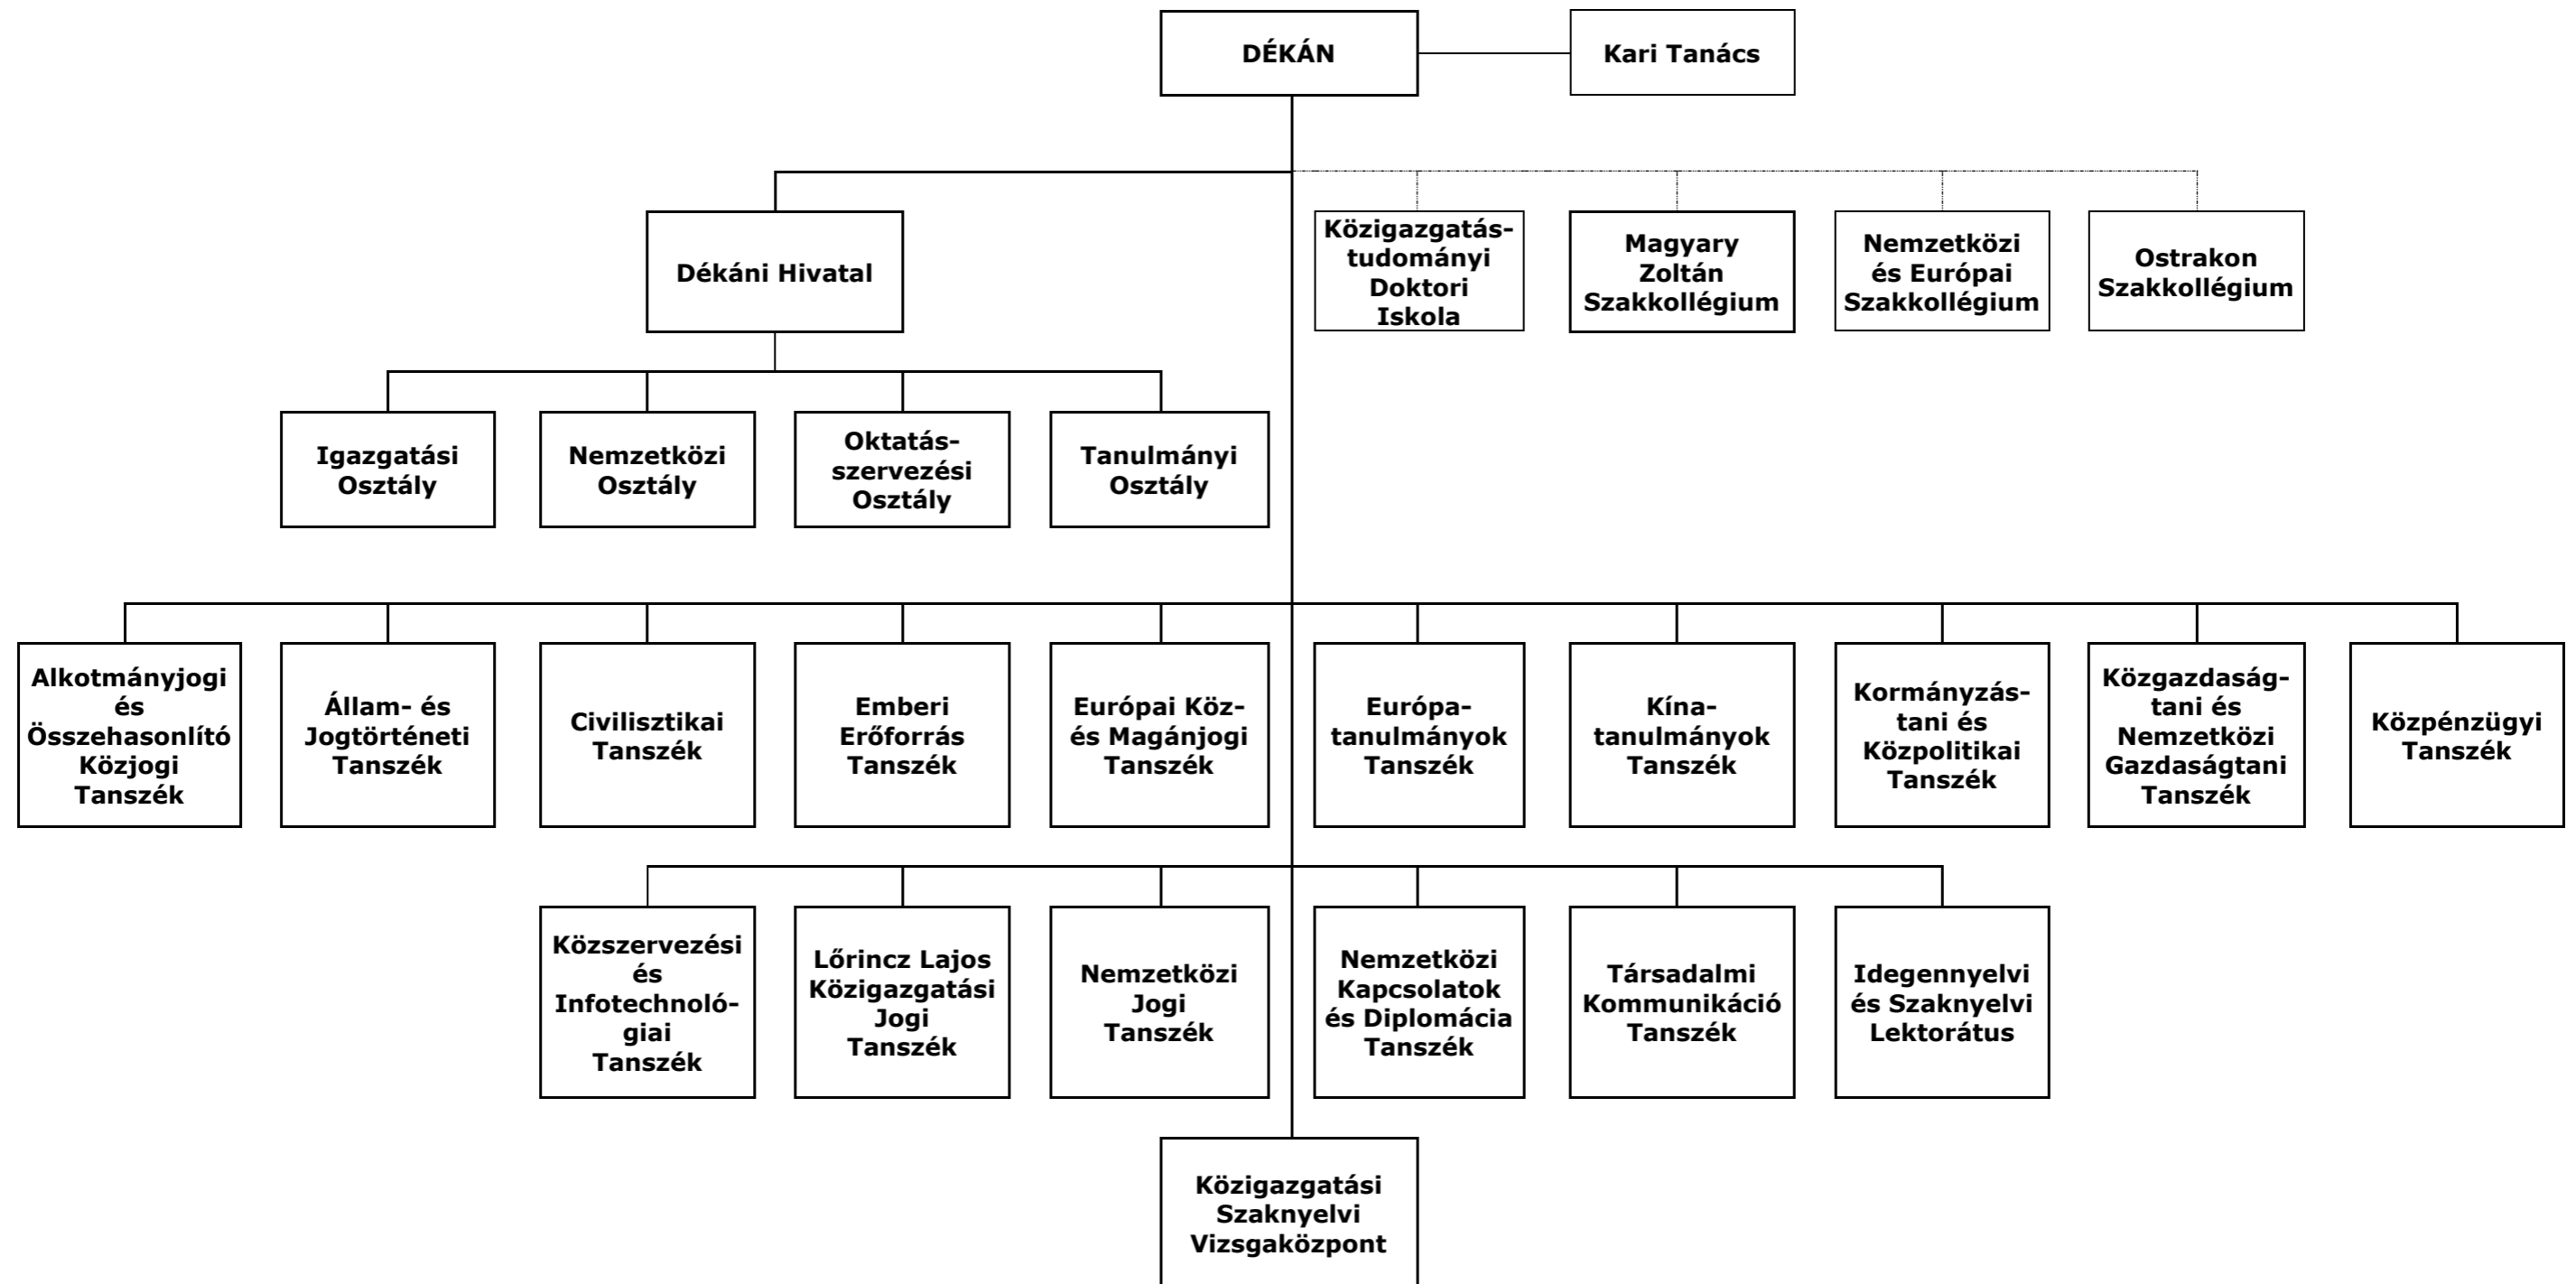 DÉKÁN
Kari Tanács
Dékáni Hivatal
Közigazgatás-
tudományi
Doktori
Iskola
Magyary
Zoltán
Szakkollégium
Nemzetközi
és Európai
Szakkollégium
Ostrakon
Szakkollégium
Igazgatási
Osztály
Nemzetközi
Osztály
Oktatás-
szervezési
Osztály
Tanulmányi
Osztály
Alkotmányjogi
és
Összehasonlító
Közjogi
Tanszék
Állam- és
Jogtörténeti
Tanszék
Civilisztikai
Tanszék
Emberi
Erőforrás
Tanszék
Európai Köz-
és Magánjogi
Tanszék
Európa-
tanulmányok
Tanszék
Kína-
tanulmányok
Tanszék
Kormányzás-
tani és
Közpolitikai
Tanszék
Közgazdaság-
tani és
Nemzetközi
Gazdaságtani
Tanszék
Közpénzügyi
Tanszék
Közszervezési
és
Infotechnoló-
giai
Tanszék
Lőrincz Lajos
Közigazgatási
Jogi
Tanszék
Nemzetközi
Jogi
Tanszék
Nemzetközi
Kapcsolatok
és Diplomácia
Tanszék
Társadalmi
Kommunikáció
Tanszék
Idegennyelvi
és Szaknyelvi
Lektorátus
Közigazgatási
Szaknyelvi
Vizsgaközpont